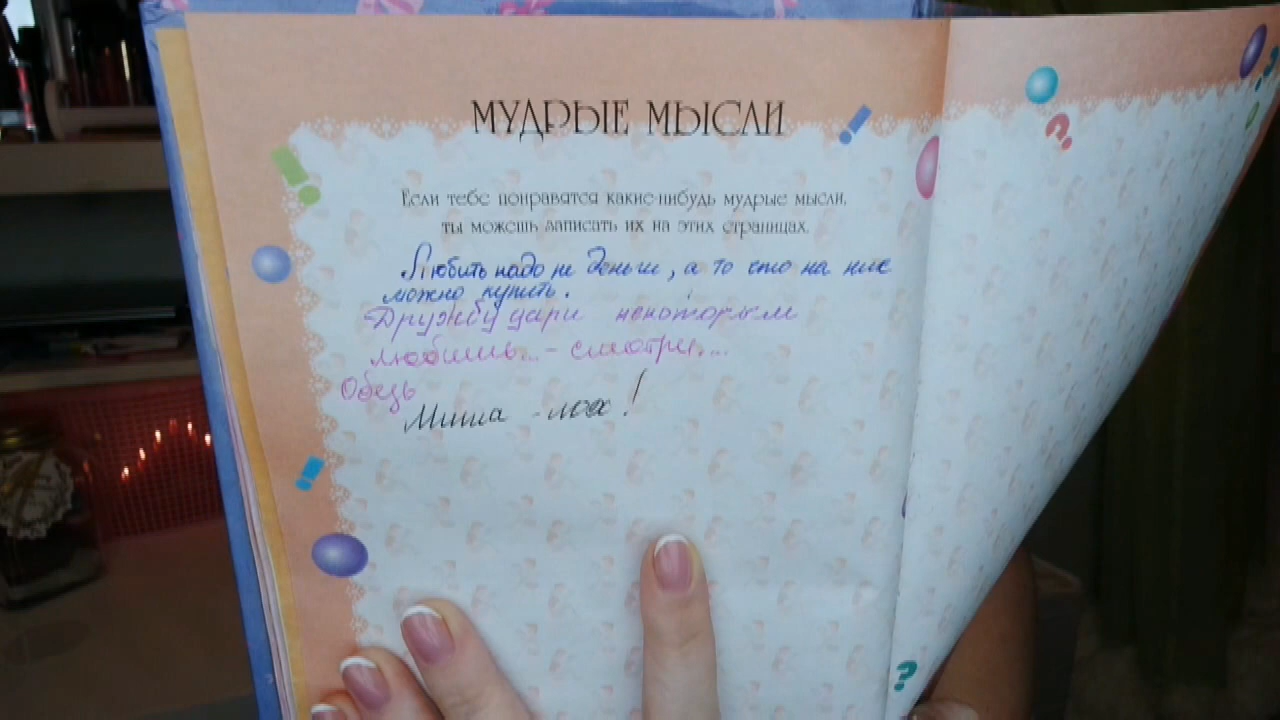 МУДРЫЕ МЫСЛИ
Если тебе понравятся какие-нибудь мудрые мысли,
ты можешь записать их на этих страницах.
Любить надо не деньги, а то что на них
можно купить.
Дружбу дари некоторым
любишь...- смотри....
Обезь
Миша - лох!